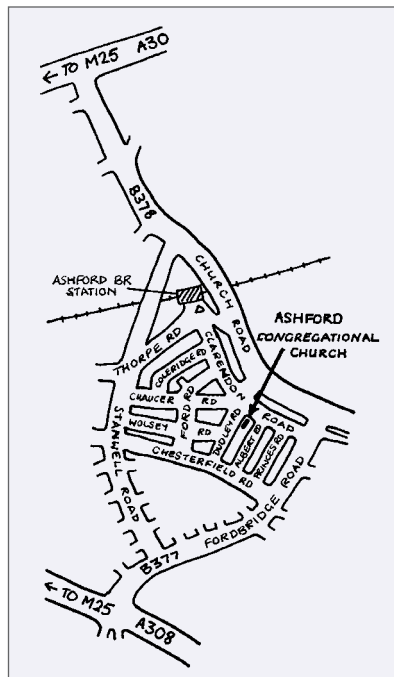 ← TO M25 A30
B378
CHURCH ROAD
ASHFORD BR
STATION
ASHFORD
CONGREGATIONAL
CHURCH
THORPE RD
COLERIDGE RD
CLARENDON
ROAD
CHAUCER RD
FORD RD
WOLSEY RD
DUDLEY RD
ALBERT RD
PRINCES RD
CHESTERFIELD RD
STANWELL ROAD
FORDBRIDGE ROAD
B377
← TO M25 A308